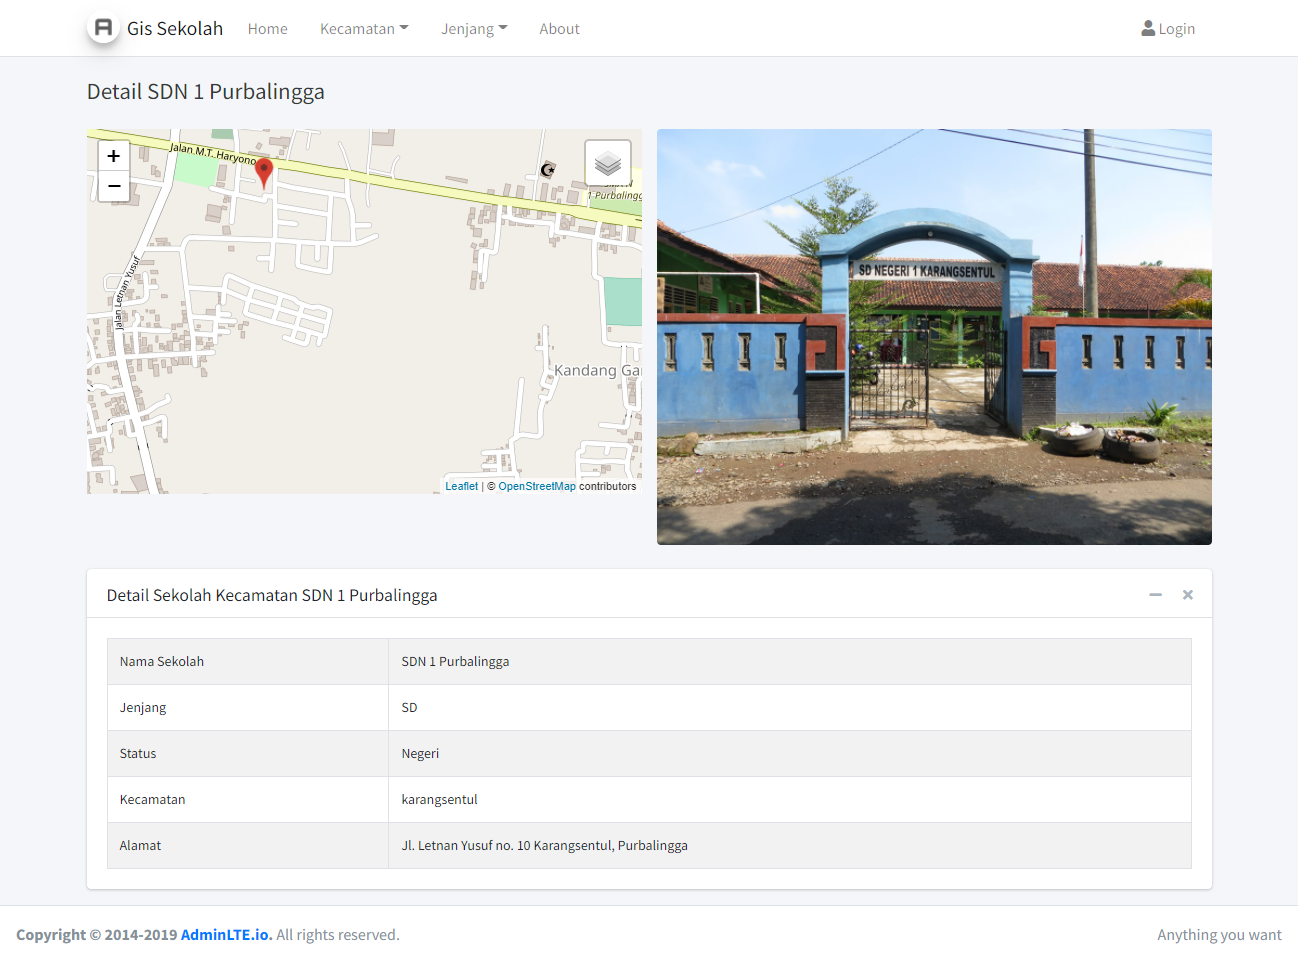 Gis Sekolah Home Kecamatan Jenjang About Login
Detail SDN 1 Purbalingga
+
−
Jalan M.T. Haryono
1 Purbalingg
Jalan Letnan Yusuf
Kandang Ga
Leaflet | © OpenStreetMap contributors
SD NEGERI 1 KARANGSENTUL
Detail Sekolah Kecamatan SDN 1 Purbalingga
Nama Sekolah SDN 1 Purbalingga
Jenjang SD
Status Negeri
Kecamatan karangsentul
Alamat Jl. Letnan Yusuf no. 10 Karangsentul, Purbalingga
Copyright © 2014-2019 AdminLTE.io. All rights reserved. Anything you want